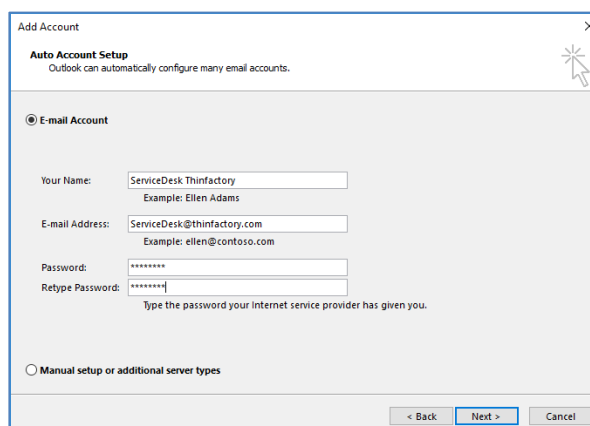 Add Account
Auto Account Setup
Outlook can automatically configure many email accounts.
E-mail Account
Your Name: ServiceDesk Thinfactory
Example: Ellen Adams
E-mail Address: ServiceDesk@thinfactory.com
Example: ellen@contoso.com
Password: ********
Retype Password: ********
Type the password your Internet service provider has given you.
Manual setup or additional server types
< Back Next > Cancel